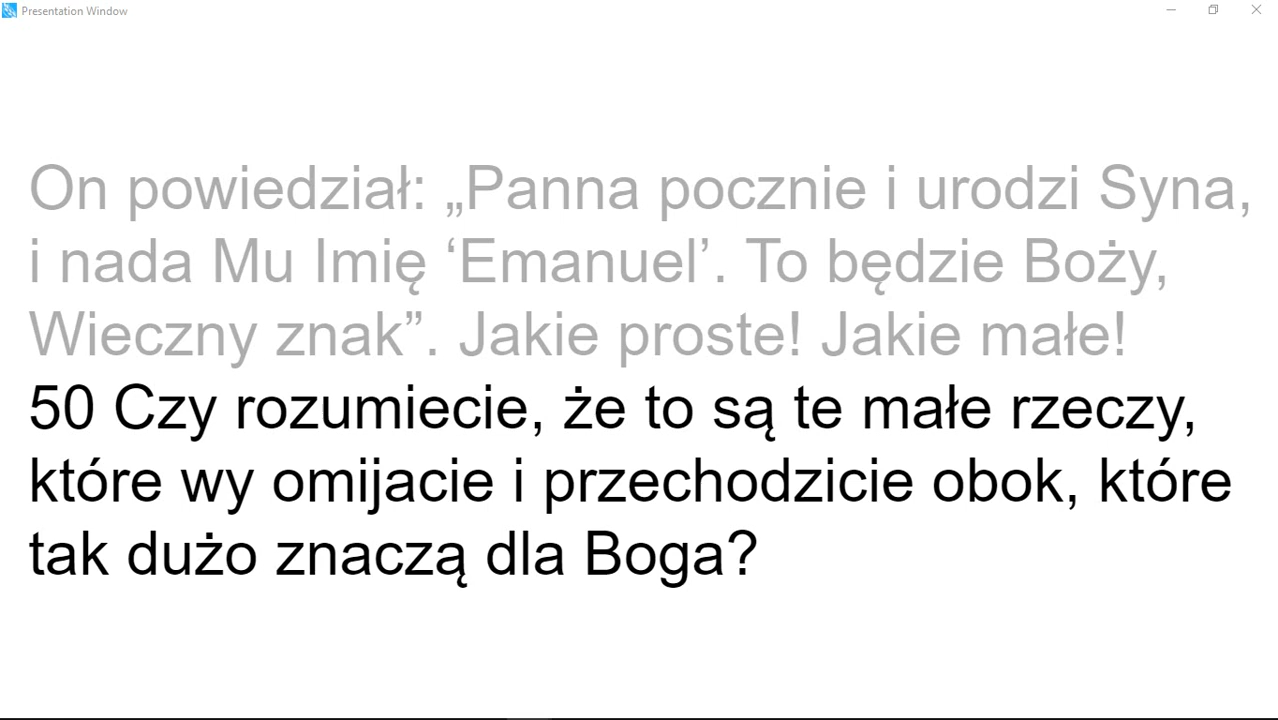 Presentation Window
On powiedział: „Panna pocznie i urodzi Syna,
i nada Mu Imię ‘Emanuel’. To będzie Boży,
Wieczny znak”. Jakie proste! Jakie małe!
50 Czy rozumiecie, że to są te małe rzeczy,
które wy omijacie i przechodzicie obok, które
tak dużo znaczą dla Boga?